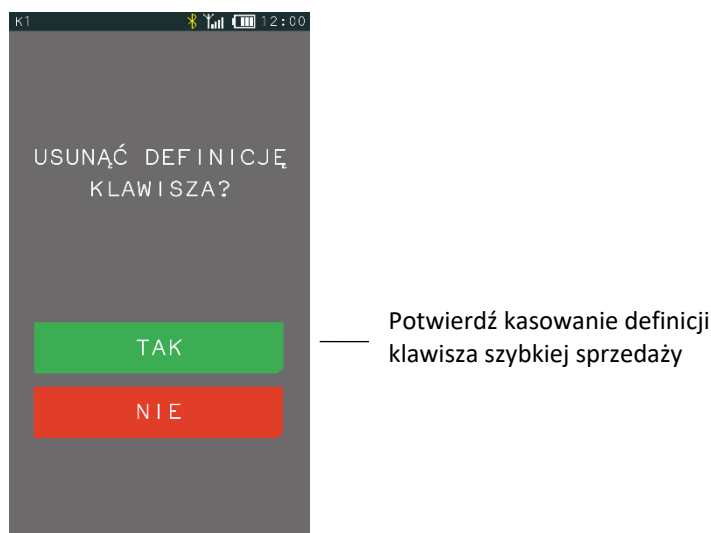 K1 12:00
USUNĄĆ DEFINICJĘ
KLAWISZA?
TAK
NIE
Potwierdź kasowanie definicji
klawisza szybkiej sprzedaży